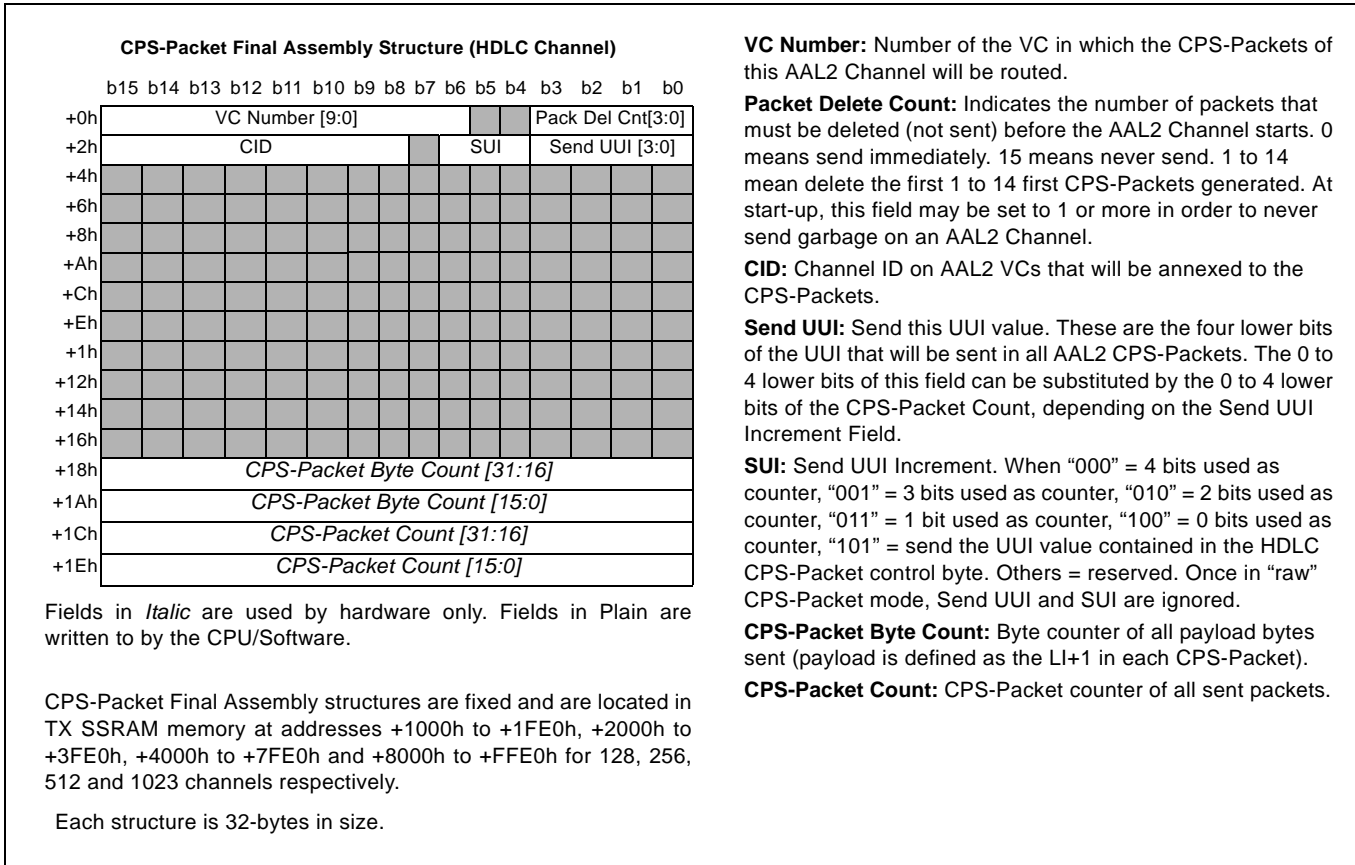 CPS-Packet Final Assembly Structure (HDLC Channel)
b15 b14 b13 b12 b11 b10 b9 b8 b7 b6 b5 b4 b3 b2 b1 b0
+0h VC Number [9:0] Pack Del Cnt[3:0]
+2h CID SUI Send UUI [3:0]
+4h
+6h
+8h
+Ah
+Ch
+Eh
+1h
+12h
+14h
+16h
+18h CPS-Packet Byte Count [31:16]
+1Ah CPS-Packet Byte Count [15:0]
+1Ch CPS-Packet Count [31:16]
+1Eh CPS-Packet Count [15:0]
Fields in Italic are used by hardware only. Fields in Plain are
written to by the CPU/Software.
CPS-Packet Final Assembly structures are fixed and are located in
TX SSRAM memory at addresses +1000h to +1FE0h, +2000h to
+3FE0h, +4000h to +7FE0h and +8000h to +FFE0h for 128, 256,
512 and 1023 channels respectively.
Each structure is 32-bytes in size.
VC Number: Number of the VC in which the CPS-Packets of
this AAL2 Channel will be routed.
Packet Delete Count: Indicates the number of packets that
must be deleted (not sent) before the AAL2 Channel starts. 0
means send immediately. 15 means never send. 1 to 14
mean delete the first 1 to 14 first CPS-Packets generated. At
start-up, this field may be set to 1 or more in order to never
send garbage on an AAL2 Channel.
CID: Channel ID on AAL2 VCs that will be annexed to the
CPS-Packets.
Send UUI: Send this UUI value. These are the four lower bits
of the UUI that will be sent in all AAL2 CPS-Packets. The 0 to
4 lower bits of this field can be substituted by the 0 to 4 lower
bits of the CPS-Packet Count, depending on the Send UUI
Increment Field.
SUI: Send UUI Increment. When “000” = 4 bits used as
counter, “001” = 3 bits used as counter, “010” = 2 bits used as
counter, “011” = 1 bit used as counter, “100” = 0 bits used as
counter, “101” = send the UUI value contained in the HDLC
CPS-Packet control byte. Others = reserved. Once in “raw”
CPS-Packet mode, Send UUI and SUI are ignored.
CPS-Packet Byte Count: Byte counter of all payload bytes
sent (payload is defined as the LI+1 in each CPS-Packet).
CPS-Packet Count: CPS-Packet counter of all sent packets.